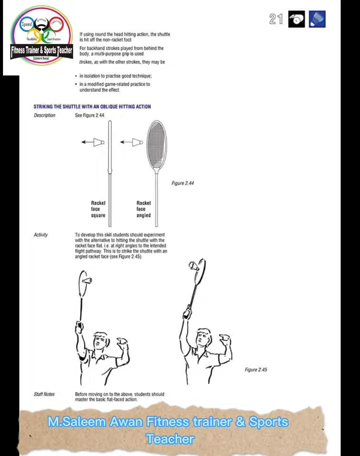 21
Speed
Fitness Trainer & Sports Teacher
Saleem Awan
If using round the head hitting action, the shuttle
is hit off the non-racket foot.
For backhand strokes played from behind the
body, a multi-purpose grip is used.
strokes, as with the other strokes, they may be
• in isolation to practise good technique;
• in a modified game-related practice to
understand the effect.
STRIKING THE SHUTTLE WITH AN OBLIQUE HITTING ACTION
Description See Figure 2.44
Figure 2.44
Racket
face
square
Racket
face
angled
Activity To develop this skill students should experiment
with the alternative to hitting the shuttle with the
racket face flat, i.e. at right angles to the intended
flight pathway. This is to strike the shuttle with an
angled racket face (see Figure 2.45).
Figure 2.45
Staff Notes Before moving on to the above, students should
master the basic flat-faced action.
M.Saleem Awan Fitness trainer & Sports
Teacher